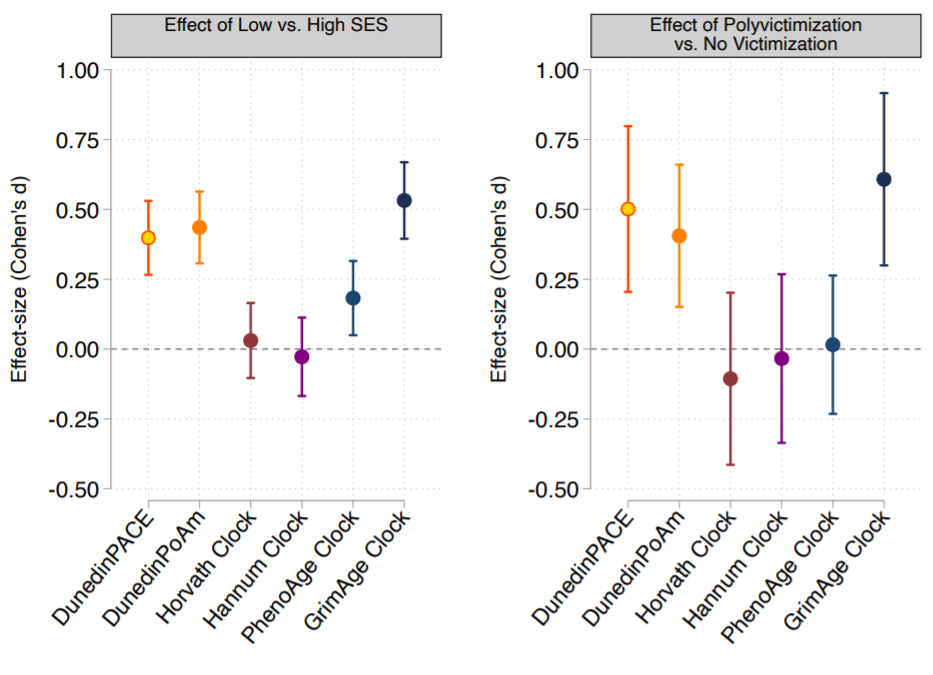 Effect of Low vs. High SES
1.00
0.75
0.50
0.25
0.00
-0.25
-0.50
Effect-size (Cohen's d)
DunedinPACE
DunedinPoAm
Horvath Clock
Hannum Clock
PhenoAge Clock
GrimAge Clock
Effect of Polyvictimization
vs. No Victimization
1.00
0.75
0.50
0.25
0.00
-0.25
-0.50
Effect-size (Cohen's d)
DunedinPACE
DunedinPoAm
Horvath Clock
Hannum Clock
PhenoAge Clock
GrimAge Clock